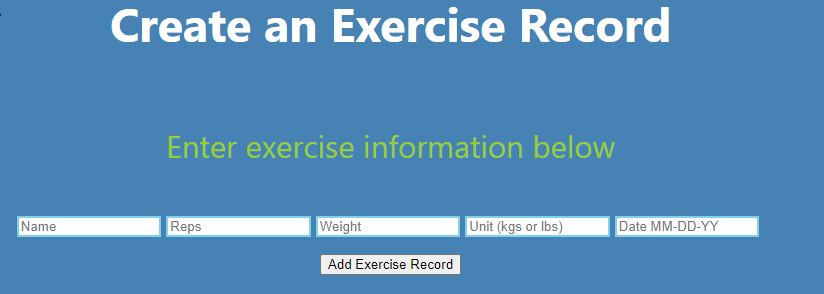 Create an Exercise Record
Enter exercise information below
Name Reps Weight Unit (kgs or lbs) Date MM-DD-YY
Add Exercise Record